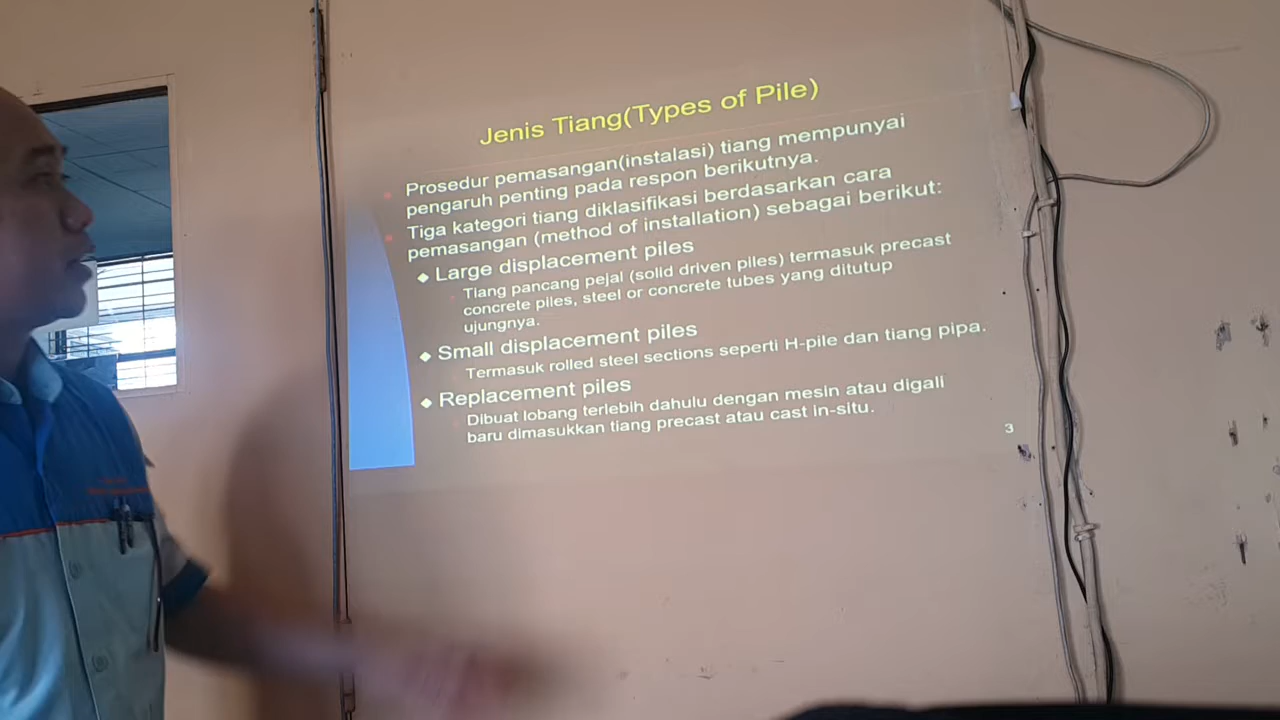 Jenis Tiang(Types of Pile)
Prosedur pemasangan(instalasi) tiang mempunyai
pengaruh penting pada respon berikutnya.
Tiga kategori tiang diklasifikasi berdasarkan cara
pemasangan (method of installation) sebagai berikut:
Large displacement piles
Tiang pancang pejal (solid driven piles) termasuk precast
concrete piles, steel or concrete tubes yang ditutup
ujungnya.
Small displacement piles
Termasuk rolled steel sections seperti H-pile dan tiang pipa.
Replacement piles
Dibuat lobang terlebih dahulu dengan mesin atau digali
baru dimasukkan tiang precast atau cast in-situ.
3